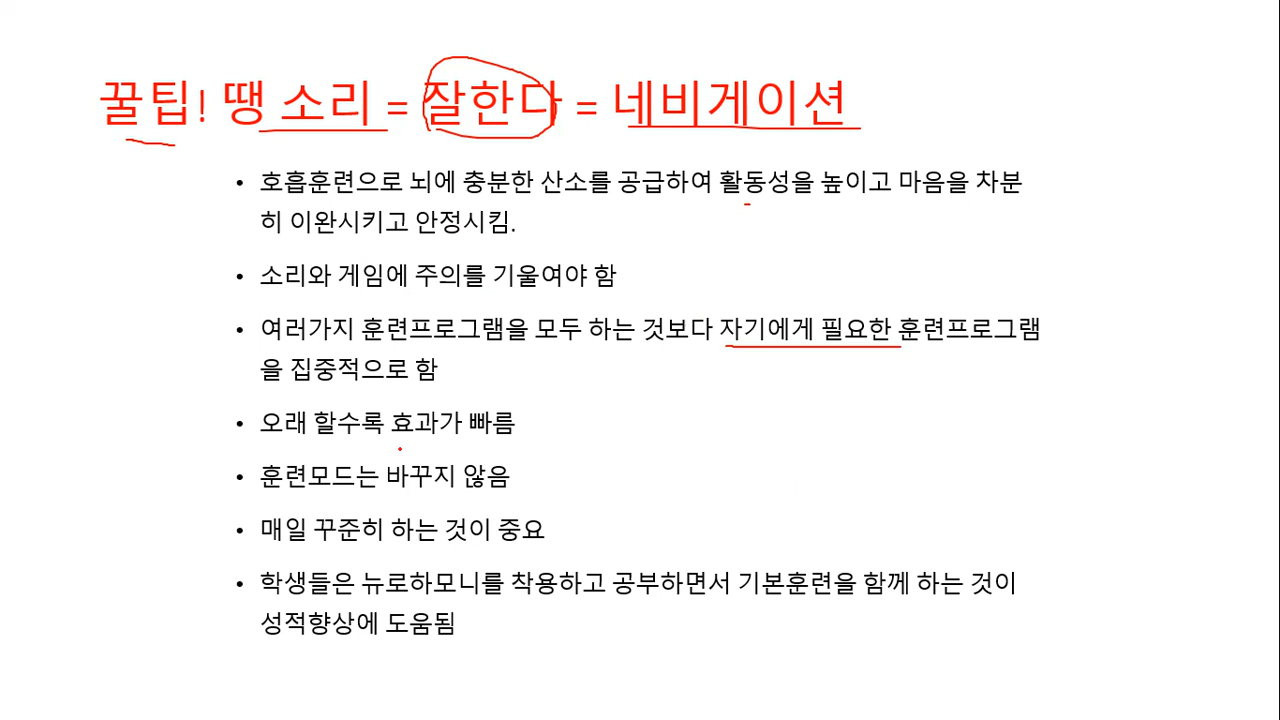 꿀팁! 땡 소리 = 잘한다 = 네비게이션
• 호흡훈련으로 뇌에 충분한 산소를 공급하여 활동성을 높이고 마음을 차분
히 이완시키고 안정시킴.
• 소리와 게임에 주의를 기울여야 함
• 여러가지 훈련프로그램을 모두 하는 것보다 자기에게 필요한 훈련프로그램
을 집중적으로 함
• 오래 할수록 효과가 빠름
• 훈련모드는 바꾸지 않음
• 매일 꾸준히 하는 것이 중요
• 학생들은 뉴로하모니를 착용하고 공부하면서 기본훈련을 함께 하는 것이
성적향상에 도움됨